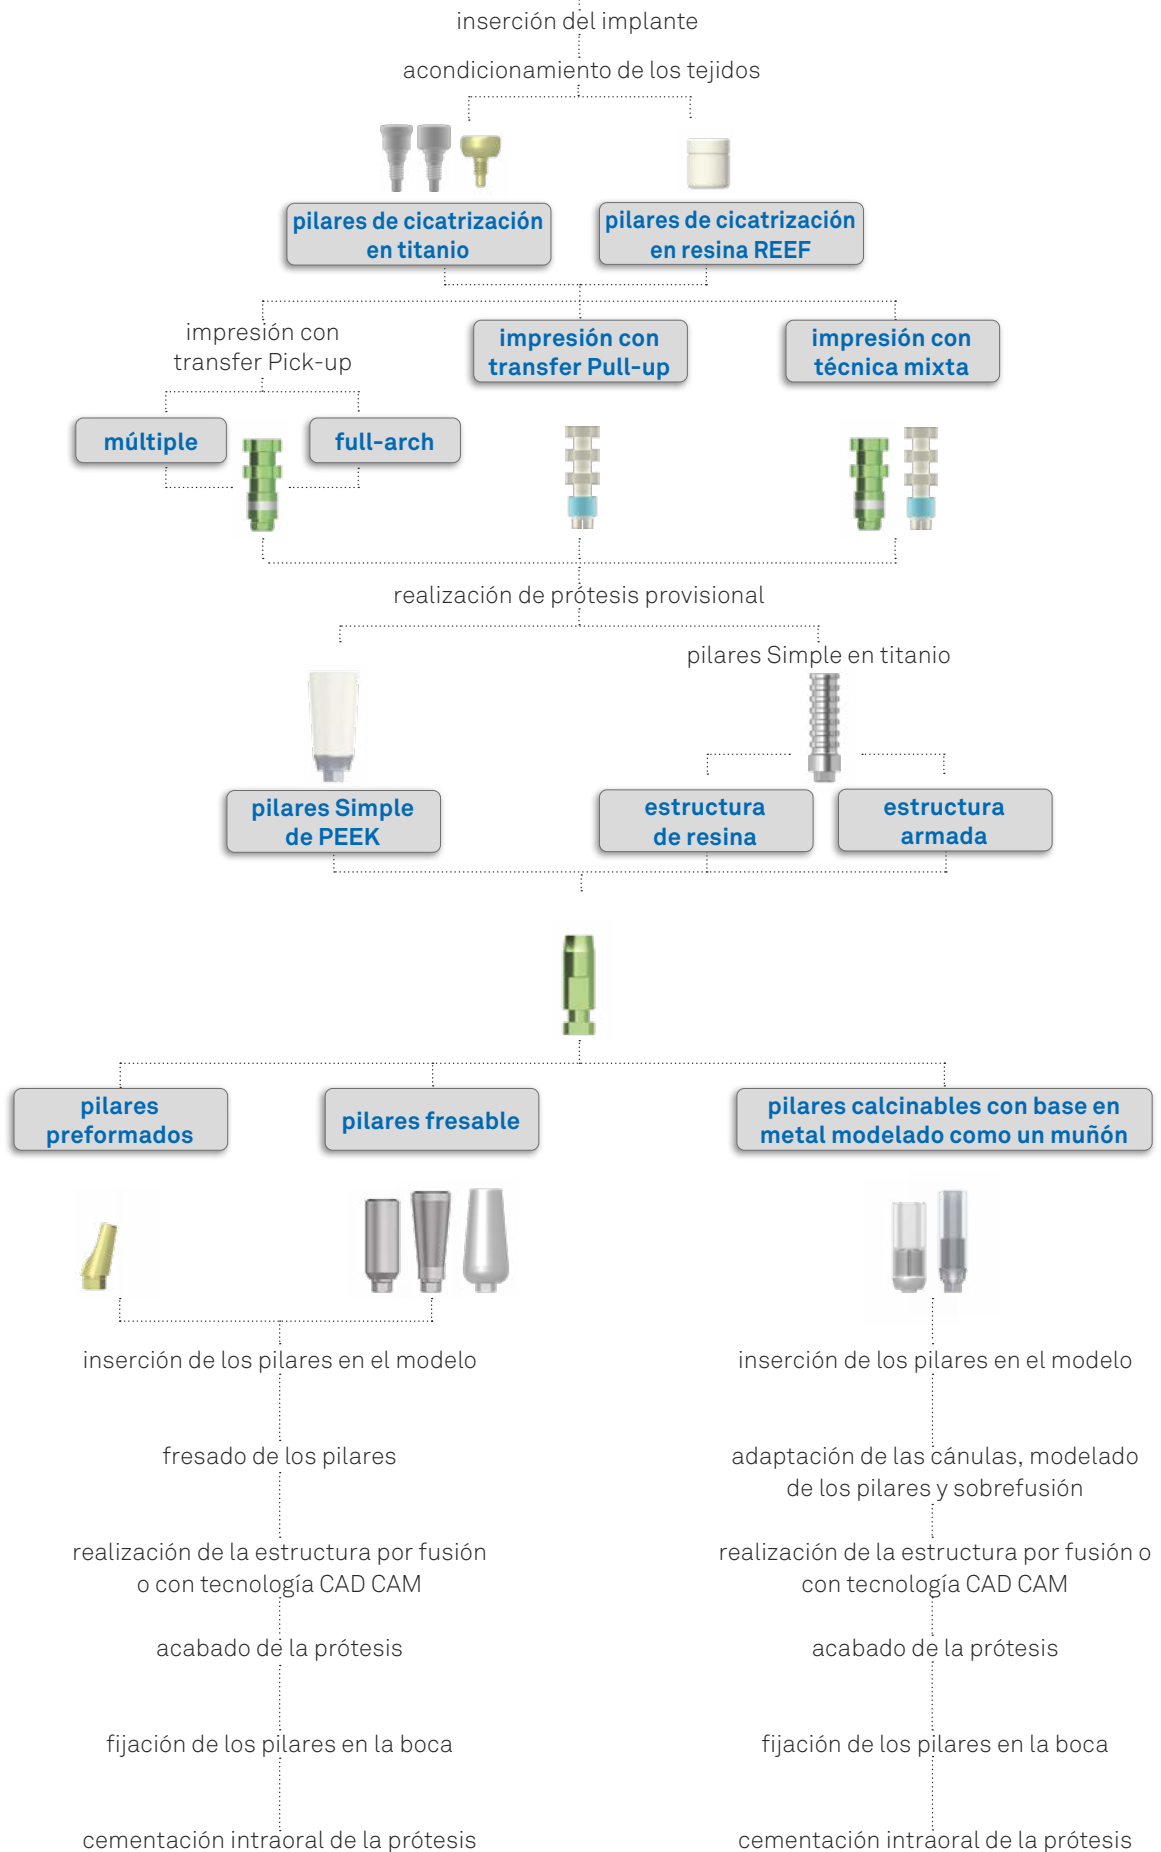 inserción del implante
acondicionamiento de los tejidos
pilares de cicatrización
en titanio
pilares de cicatrización
en resina REEF
impresión con
transfer Pick-up
impresión con
transfer Pull-up
impresión con
técnica mixta
múltiple
full-arch
realización de prótesis provisional
pilares Simple en titanio
pilares Simple
de PEEK
estructura
de resina
estructura
armada
pilares
preformados
pilares fresable
pilares calcinables con base en
metal modelado como un muñón
inserción de los pilares en el modelo
fresado de los pilares
realización de la estructura por fusión
o con tecnología CAD CAM
acabado de la prótesis
fijación de los pilares en la boca
cementación intraoral de la prótesis
inserción de los pilares en el modelo
adaptación de las cánulas, modelado
de los pilares y sobrefusión
realización de la estructura por fusión o
con tecnología CAD CAM
acabado de la prótesis
fijación de los pilares en la boca
cementación intraoral de la prótesis